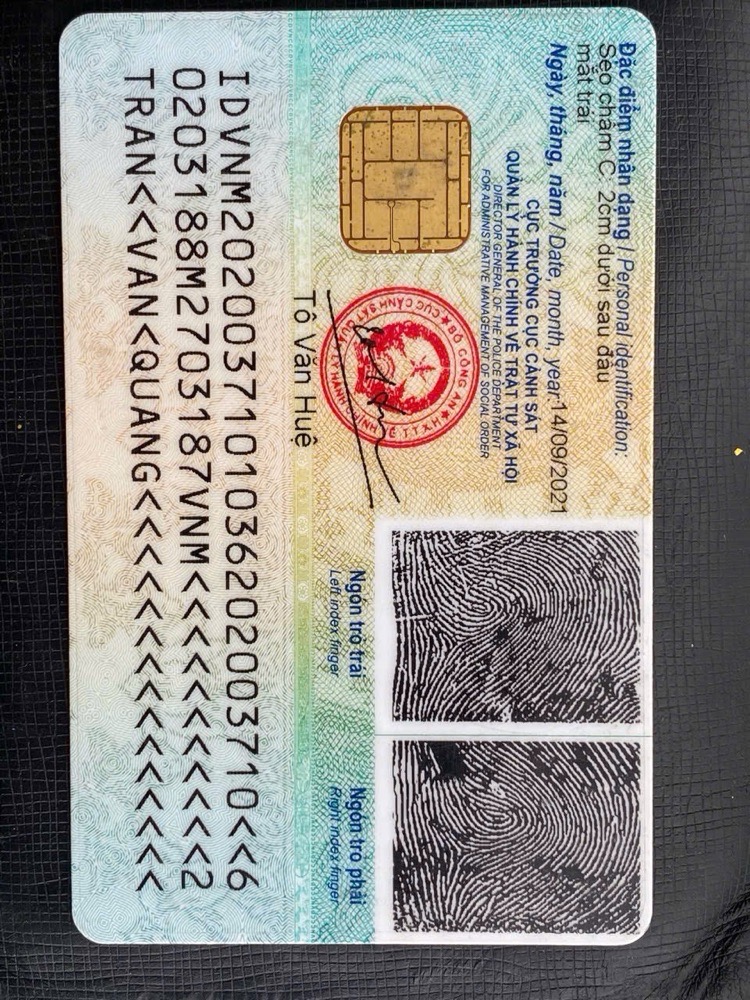 Đặc điểm nhân dạng / Personal identification:
Sẹo chấm C. 2cm dưới sau đầu
mắt trái
Ngày, tháng, năm / Date, month, year: 14/09/2021
CỤC TRƯỞNG CỤC CẢNH SÁT
QUẢN LÝ HÀNH CHÍNH VỀ TRẬT TỰ XÃ HỘI
DIRECTOR GENERAL OF THE POLICE DEPARTMENT
FOR ADMINISTRATIVE MANAGEMENT OF SOCIAL ORDER
BỘ CÔNG AN
Tô Văn Huệ
Ngón trỏ trái
Left index finger
Ngón trỏ phải
Right index finger
IDVNM2020037101036202003710<<6
0203188M2703187VNM<<<<<<<<<<<2
TRAN<<VAN<QUANG<<<<<<<<<<<<<<<